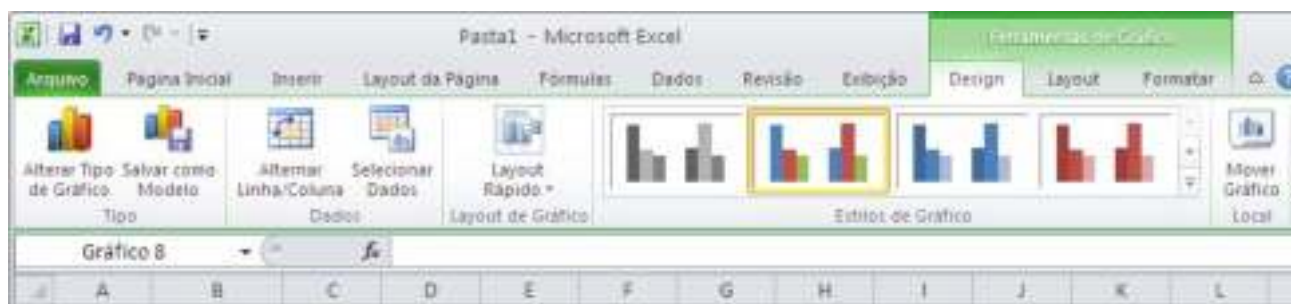 Pasta1 - Microsoft Excel
Ferramentas de Gráfico
Arquivo Página Inicial Inserir Layout da Página Fórmulas Dados Revisão Exibição Design Layout Formatar
Alterar Tipo de Gráfico Salvar como Modelo Alternar Linha/Coluna Selecionar Dados Layout Rápido Mover Gráfico
Tipo Dados Layout de Gráfico Estilos de Gráfico Local
Gráfico 8 fx
A B C D E F G H I J K L